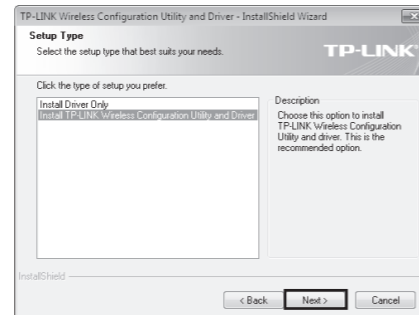 TP-LINK Wireless Configuration Utility and Driver - InstallShield Wizard
Setup Type
Select the setup type that best suits your needs.
TP-LINK
Click the type of setup you prefer.
Install Driver Only
Install TP-LINK Wireless Configuration Utility and Driver
Description
Choose this option to install
TP-LINK Wireless Configuration
Utility and driver. This is the
recommended option.
InstallShield
< Back
Next >
Cancel